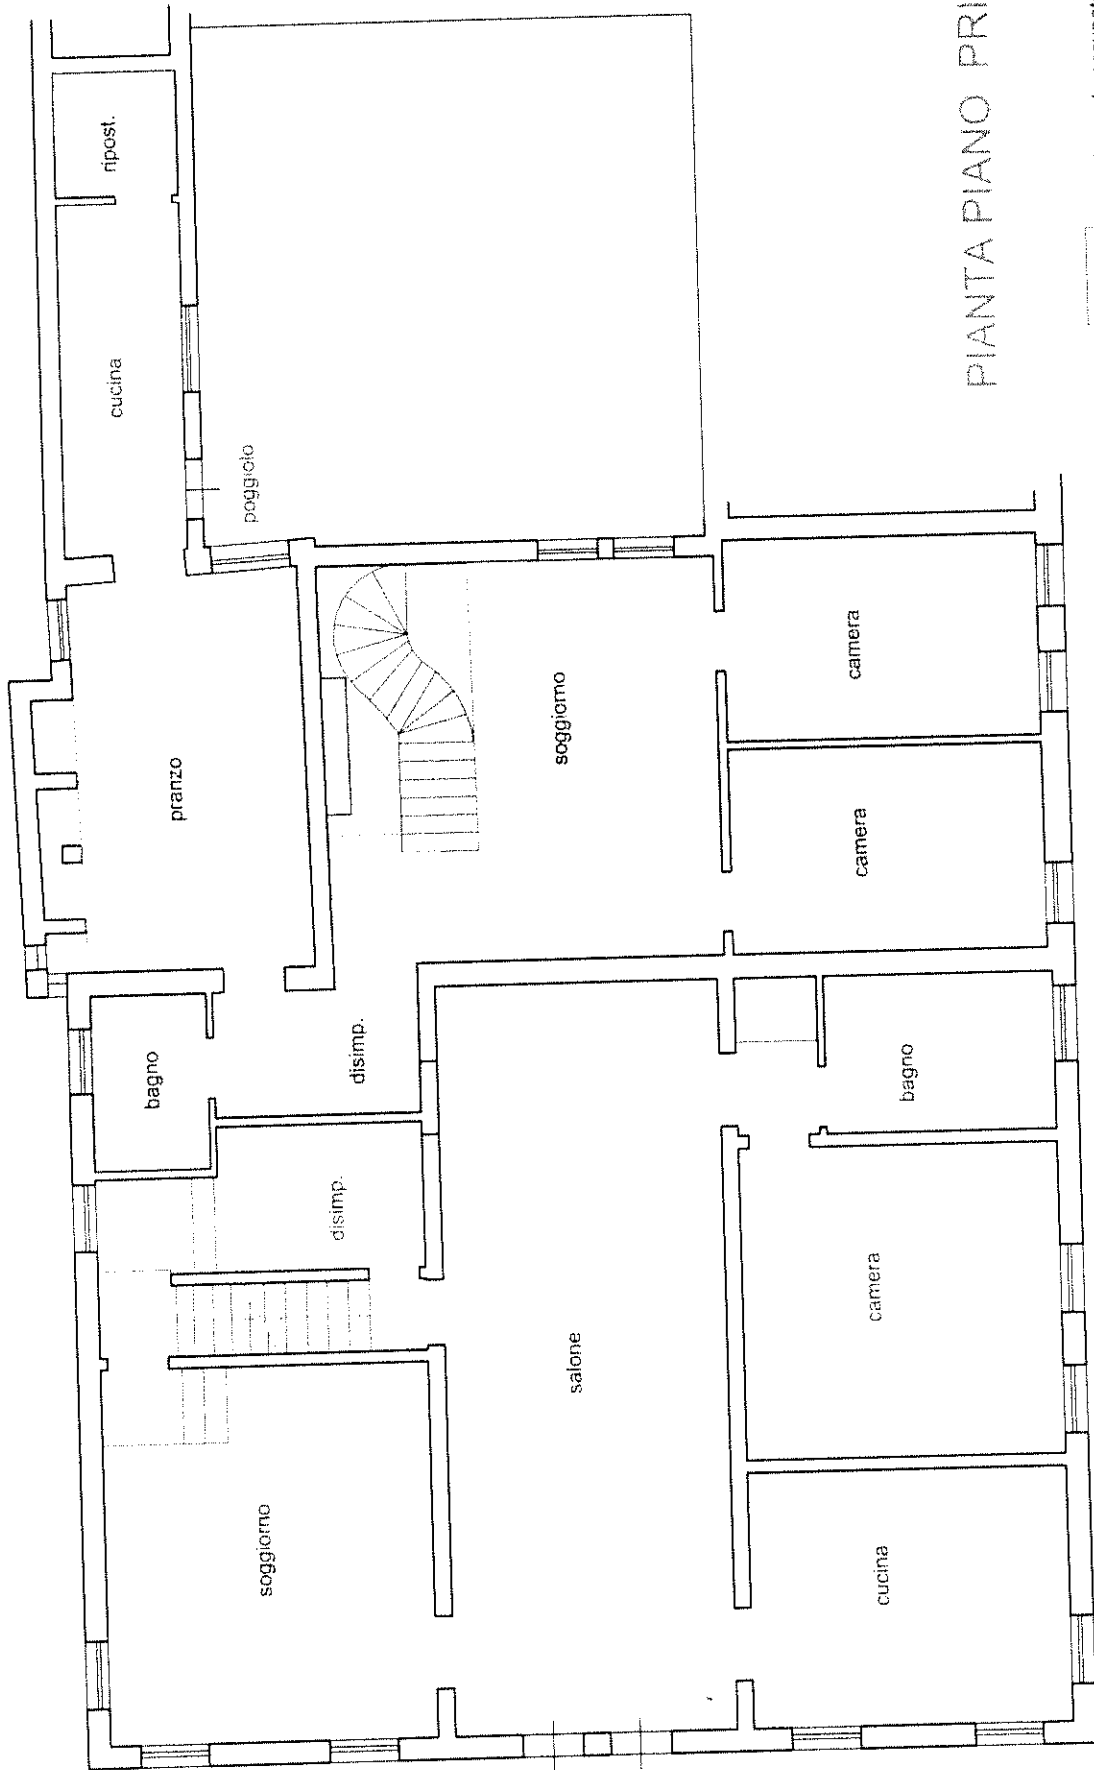 ripost.
cucina
poggiolo
pranzo
soggiorno
camera
camera
bagno
disimp.
bagno
disimp.
salone
camera
soggiorno
cucina
PIANTA PIANO PRI